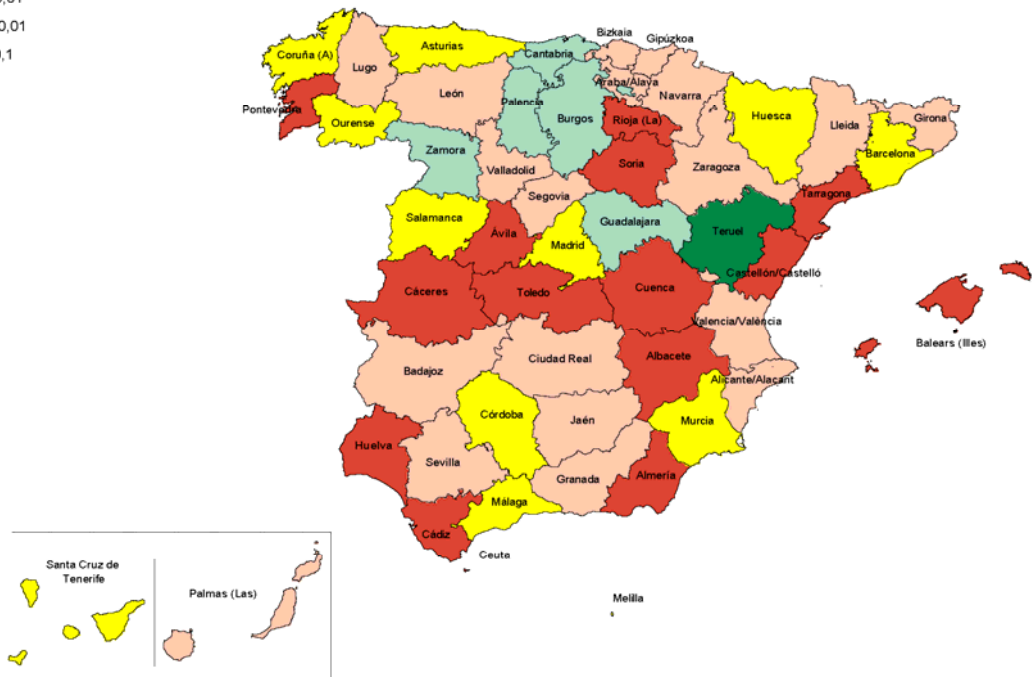 0,01
0,1
Bizkaia
Gipúzkoa
Coruña (A)
Asturias
Cantabria
Lugo
Araba/Álava
León
Navarra
Palencia
Pontevedra
Ourense
Burgos
Rioja (La)
Huesca
Lleida
Girona
Zamora
Barcelona
Valladolid
Soria
Zaragoza
Segovia
Tarragona
Salamanca
Guadalajara
Ávila
Madrid
Teruel
Castellón/Castelló
Cáceres
Toledo
Cuenca
Valencia/València
Balears (Illes)
Ciudad Real
Albacete
Badajoz
Alicante/Alacant
Córdoba
Jaén
Murcia
Huelva
Sevilla
Granada
Almería
Málaga
Cádiz
Ceuta
Santa Cruz de
Tenerife
Palmas (Las)
Melilla